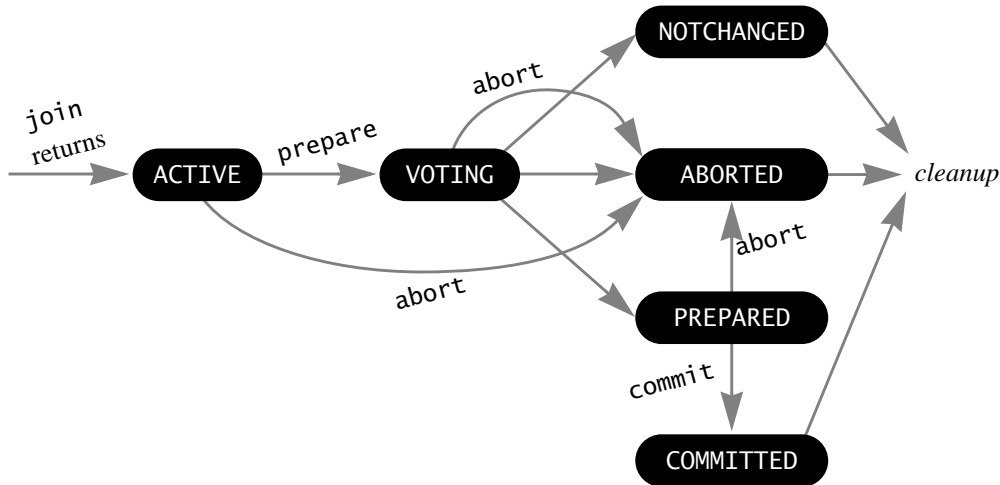 NOTCHANGED
abort
join
returns
prepare
ACTIVE
VOTING
ABORTED
cleanup
abort
abort
PREPARED
commit
COMMITTED